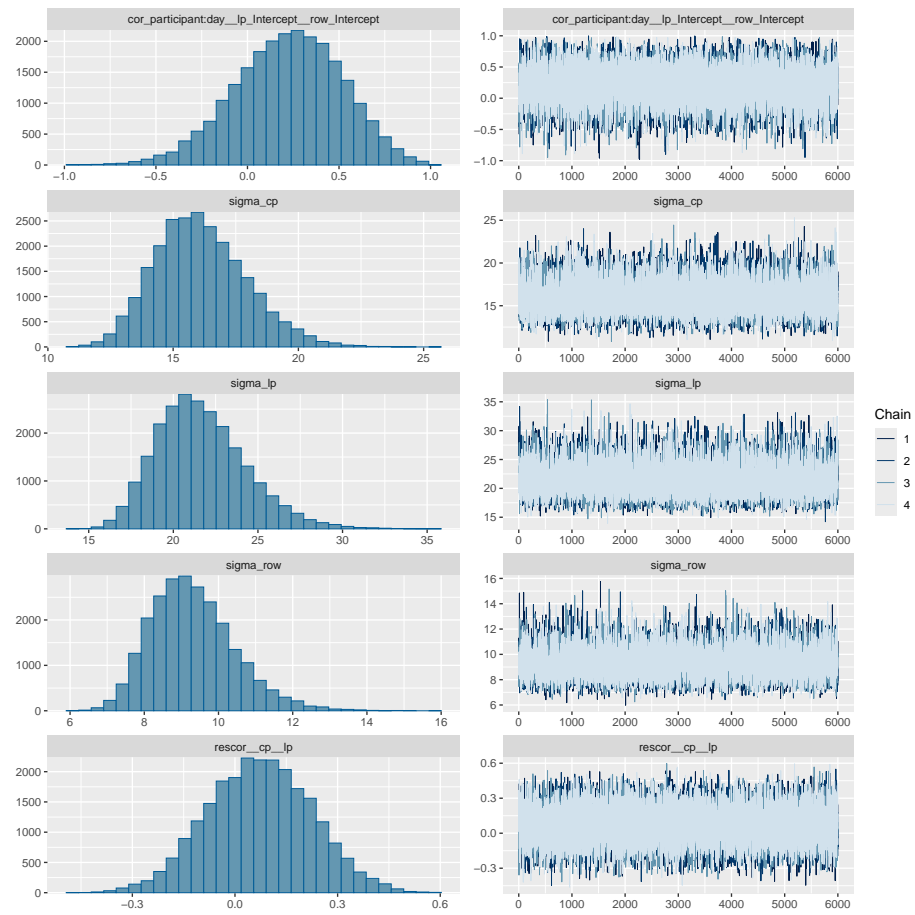 cor_participant:day__lp_Intercept__row_Intercept
2000
1500
1000
500
0
−1.0 −0.5 0.0 0.5 1.0
cor_participant:day__lp_Intercept__row_Intercept
1.0
0.5
0.0
−0.5
−1.0
0 1000 2000 3000 4000 5000 6000
sigma_cp
2500
2000
1500
1000
500
0
10 15 20 25
sigma_cp
25
20
15
0 1000 2000 3000 4000 5000 6000
sigma_lp
2000
1000
0
15 20 25 30 35
sigma_lp
35
30
25
20
15
0 1000 2000 3000 4000 5000 6000
sigma_row
2000
1000
0
6 8 10 12 14 16
sigma_row
16
14
12
10
8
6
0 1000 2000 3000 4000 5000 6000
rescor__cp__lp
2000
1500
1000
500
0
−0.3 0.0 0.3 0.6
rescor__cp__lp
0.6
0.3
0.0
−0.3
0 1000 2000 3000 4000 5000 6000
Chain
1
2
3
4